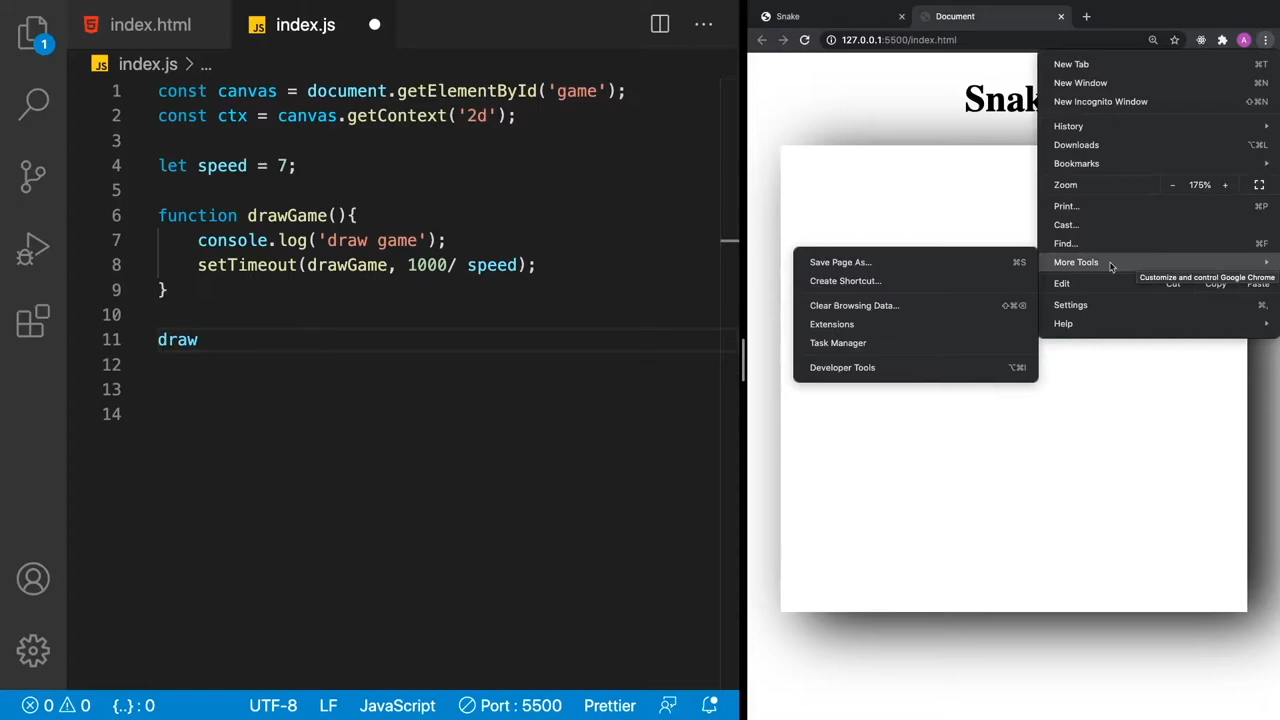 index.html
index.js
index.js > ...
1 const canvas = document.getElementById('game');
2 const ctx = canvas.getContext('2d');
3
4 let speed = 7;
5
6 function drawGame(){
7 console.log('draw game');
8 setTimeout(drawGame, 1000/ speed);
9 }
10
11 draw
12
13
14
1
0 0 {..} : 0 UTF-8 LF JavaScript Port : 5500 Prettier
Snake
Document
127.0.0.1:5500/index.html
A
Snak
New Tab ⌘T
New Window ⌘N
New Incognito Window ⇧⌘N
History
Downloads ⌥⌘L
Bookmarks
Zoom - 175% +
Print... ⌘P
Cast...
Find... ⌘F
More Tools
Customize and control Google Chrome
Edit Cut Copy Paste
Settings ⌘,
Help
Save Page As... ⌘S
Create Shortcut...
Clear Browsing Data... ⇧⌘⌫
Extensions
Task Manager
Developer Tools ⌥⌘I